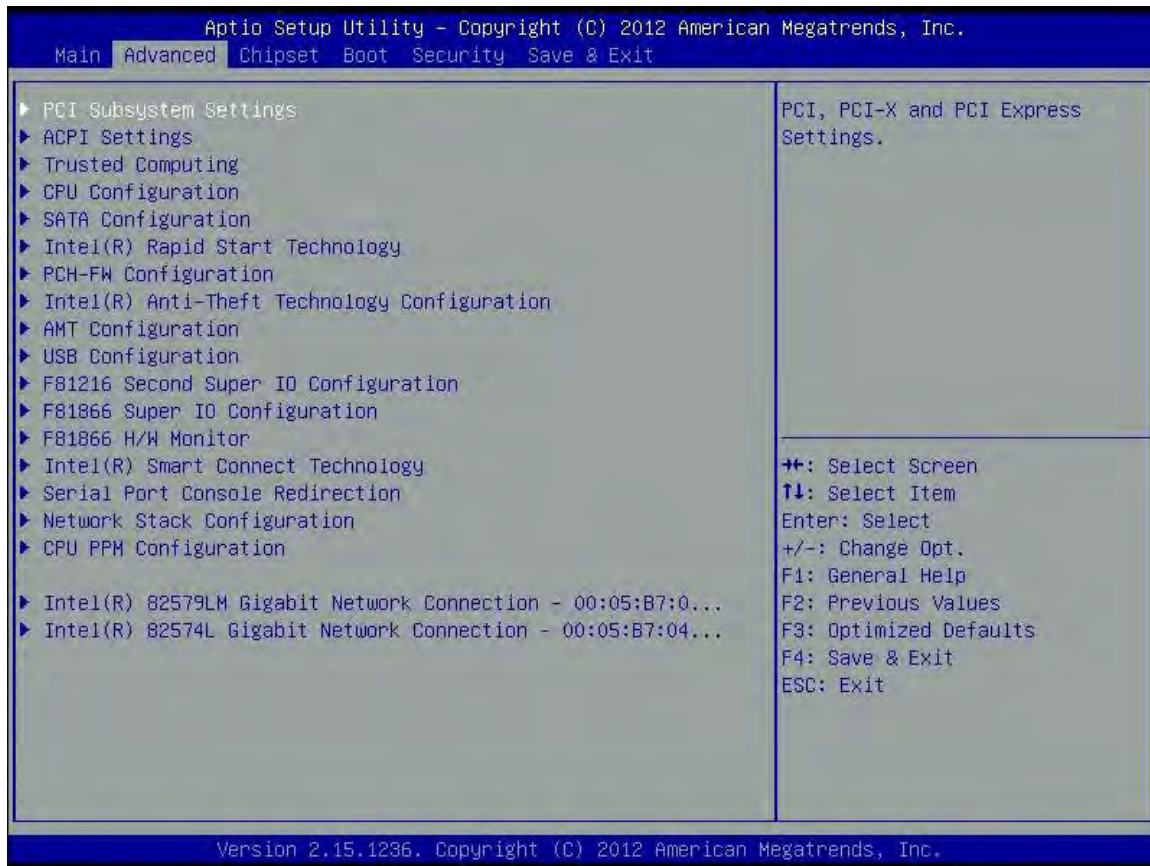 Aptio Setup Utility – Copyright (C) 2012 American Megatrends, Inc.
Main Advanced Chipset Boot Security Save & Exit
▶ PCI Subsystem Settings
▶ ACPI Settings
▶ Trusted Computing
▶ CPU Configuration
▶ SATA Configuration
▶ Intel(R) Rapid Start Technology
▶ PCH-FW Configuration
▶ Intel(R) Anti-Theft Technology Configuration
▶ AMT Configuration
▶ USB Configuration
▶ F81216 Second Super IO Configuration
▶ F81866 Super IO Configuration
▶ F81866 H/W Monitor
▶ Intel(R) Smart Connect Technology
▶ Serial Port Console Redirection
▶ Network Stack Configuration
▶ CPU PPM Configuration
▶ Intel(R) 82579LM Gigabit Network Connection - 00:05:B7:0...
▶ Intel(R) 82574L Gigabit Network Connection - 00:05:B7:04...
PCI, PCI-X and PCI Express
Settings.
→←: Select Screen
↑↓: Select Item
Enter: Select
+/-: Change Opt.
F1: General Help
F2: Previous Values
F3: Optimized Defaults
F4: Save & Exit
ESC: Exit
Version 2.15.1236. Copyright (C) 2012 American Megatrends, Inc.